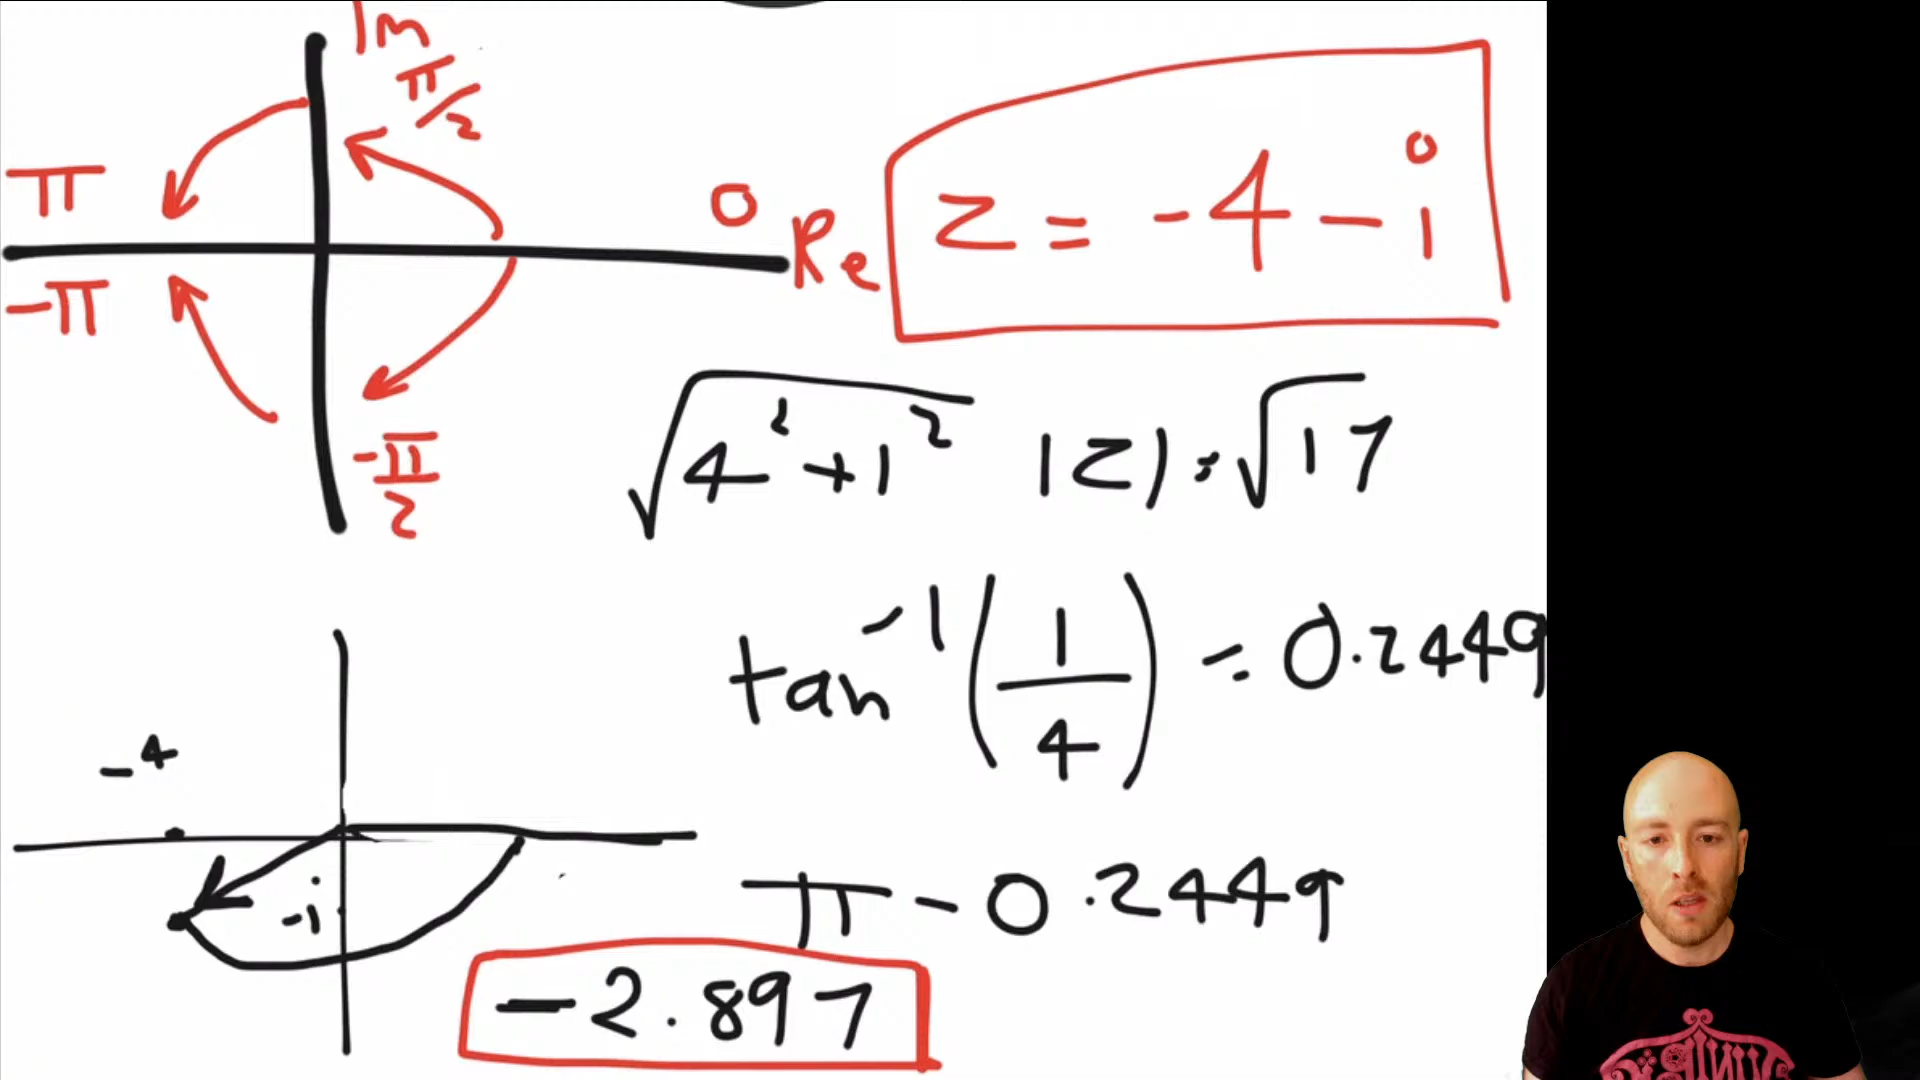 Im
π/2
π
0
Re
-π
-π/2
z = -4 - i
√4²+1² |z| = √17
tan⁻¹(1/4) = 0.2449
-4
-i
π - 0.2449
-2.897